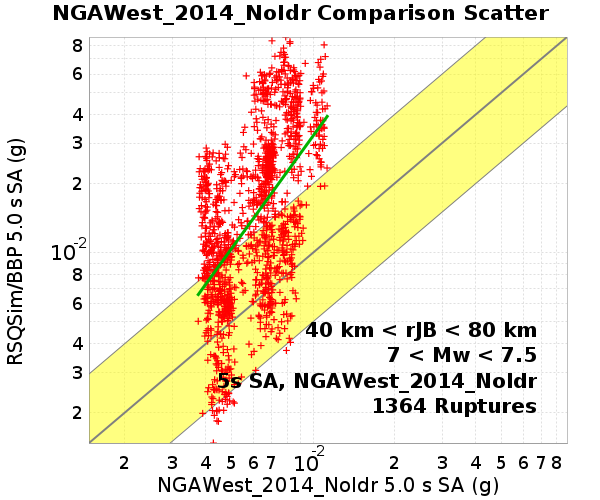 NGAWest_2014_NoIdr Comparison Scatter
8
6
4
3
2
10-2
8
6
4
3
2
RSQSim/BBP 5.0 s SA (g)
40 km < rJB < 80 km
7 < Mw < 7.5
5s SA, NGAWest_2014_NoIdr
1364 Ruptures
2 3 4 5 6 7 10-2 2 3 4 5 6 7 8
NGAWest_2014_NoIdr 5.0 s SA (g)